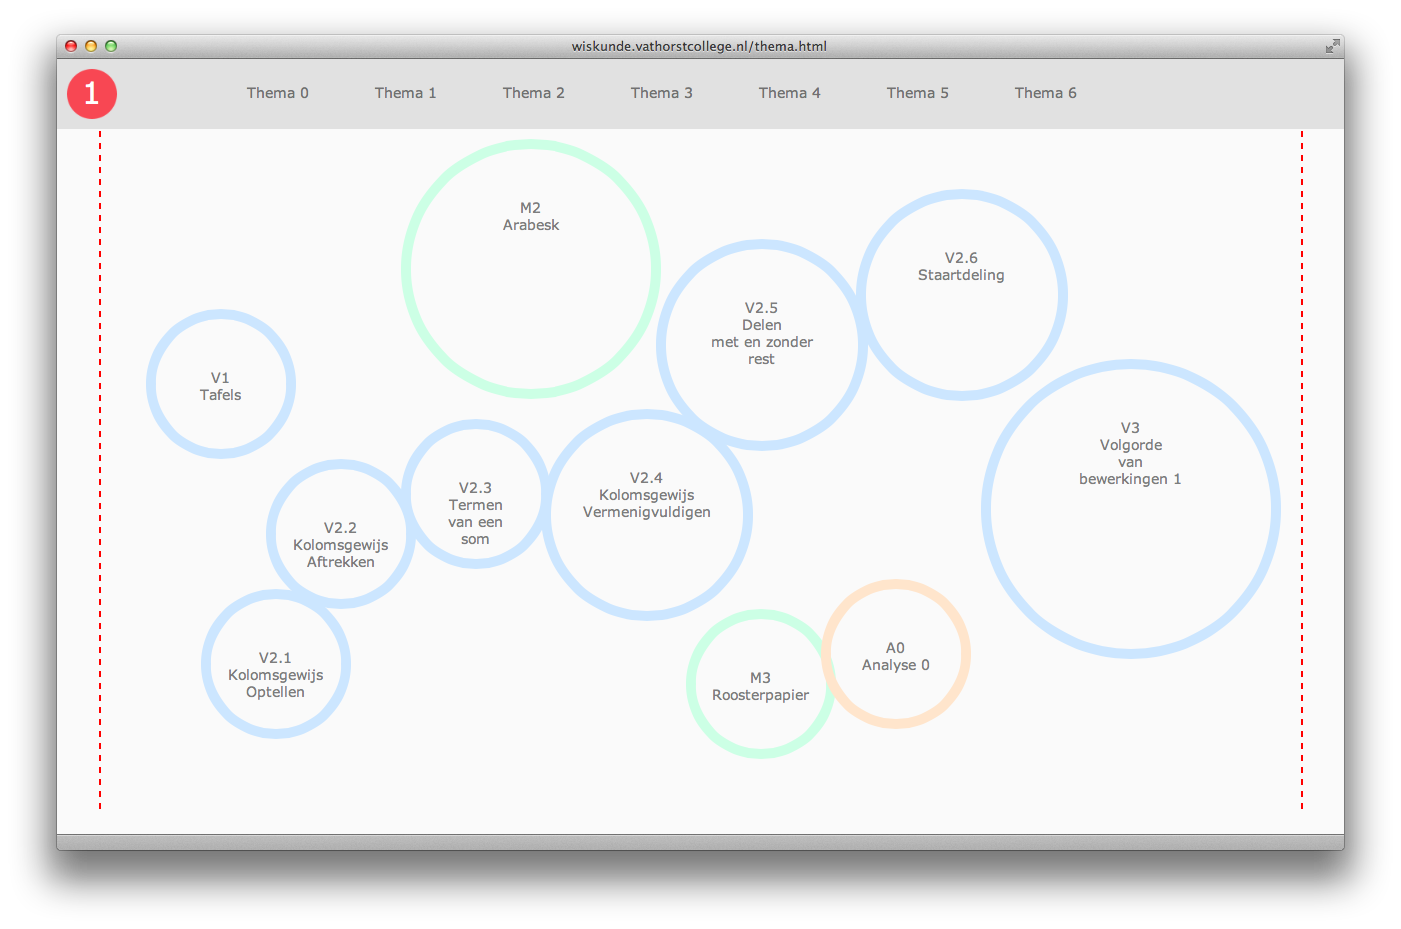 wiskunde.vathorstcollege.nl/thema.html
1
Thema 0
Thema 1
Thema 2
Thema 3
Thema 4
Thema 5
Thema 6
M2
Arabesk
V2.6
Staartdeling
V2.5
Delen
met en zonder
rest
V1
Tafels
V3
Volgorde
van
bewerkingen 1
V2.3
Termen
van een
som
V2.4
Kolomsgewijs
Vermenigvuldigen
V2.2
Kolomsgewijs
Aftrekken
V2.1
Kolomsgewijs
Optellen
M3
Roosterpapier
A0
Analyse 0